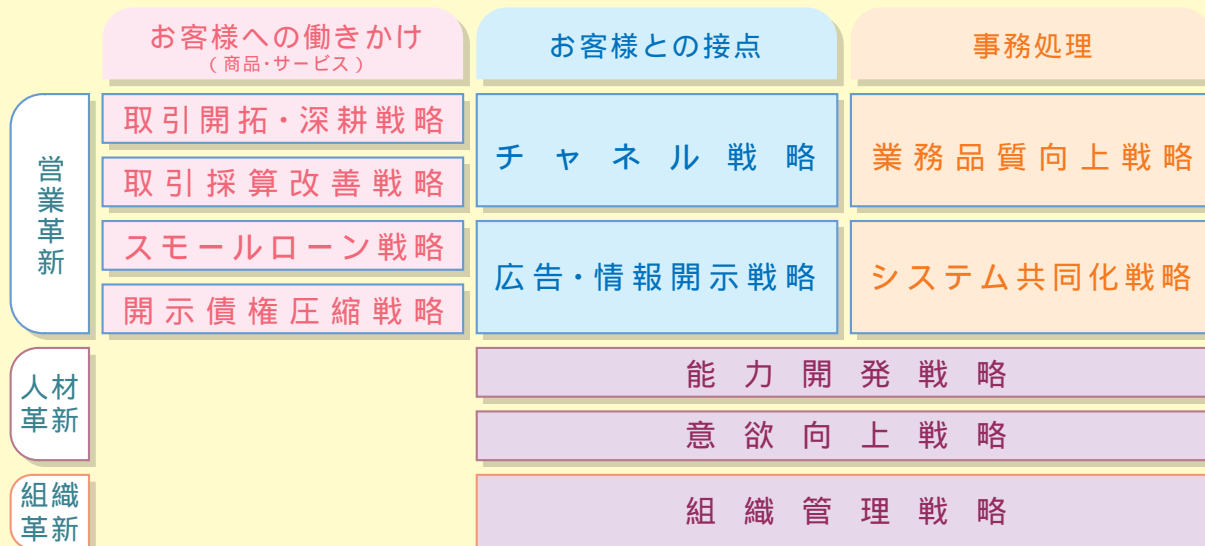 お客様への働きかけ
(商品・サービス)
お客様との接点
事務処理
営業革新
取引開拓・深耕戦略
取引採算改善戦略
スモールローン戦略
開示債権圧縮戦略
チャネル戦略
広告・情報開示戦略
業務品質向上戦略
システム共同化戦略
人材
革新
能力開発戦略
意欲向上戦略
組織
革新
組織管理戦略